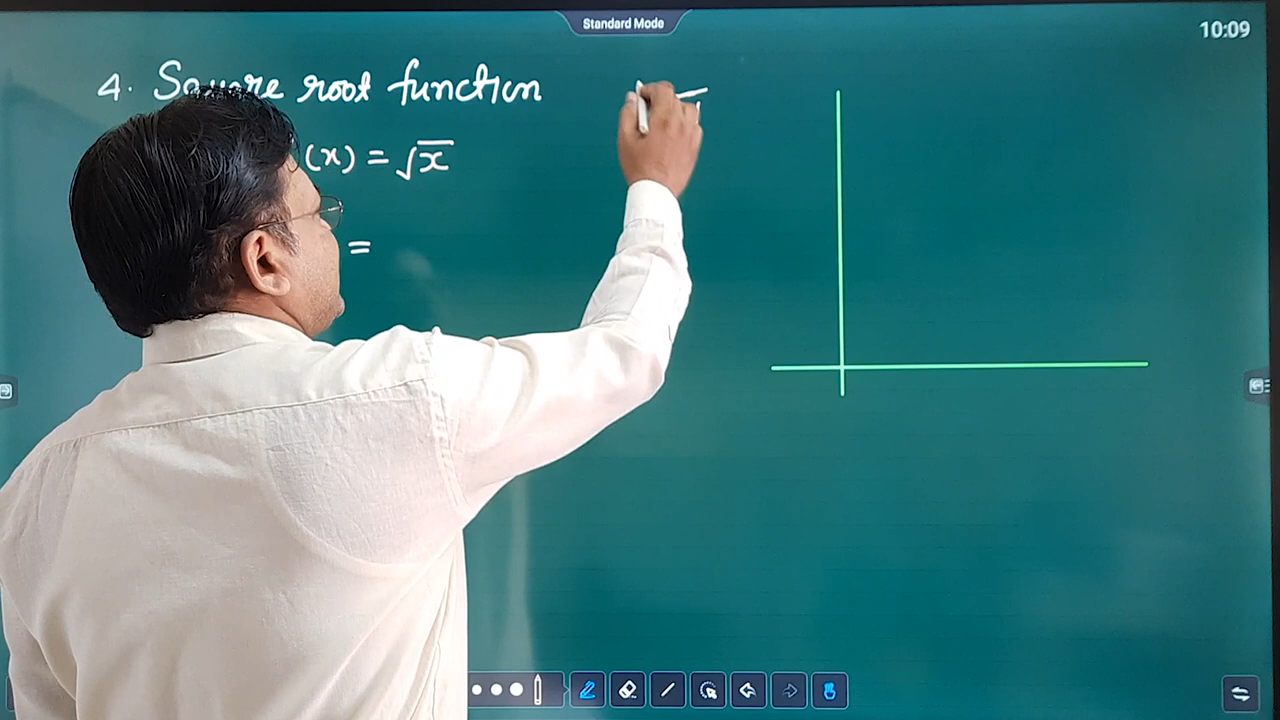 Standard Mode
10:09
4. Square root function
(x) = √x
=